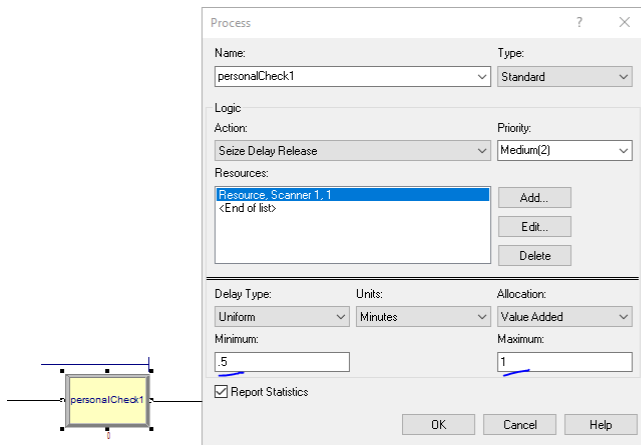 Process
?
Name:
Type:
personalCheck1
Standard
Logic
Action:
Priority:
Seize Delay Release
Medium(2)
Resources:
Resource, Scanner 1, 1
<End of list>
Add...
Edit...
Delete
Delay Type:
Units:
Allocation:
Uniform
Minutes
Value Added
Minimum:
Maximum:
.5
1
Report Statistics
OK
Cancel
Help
personalCheck1
0